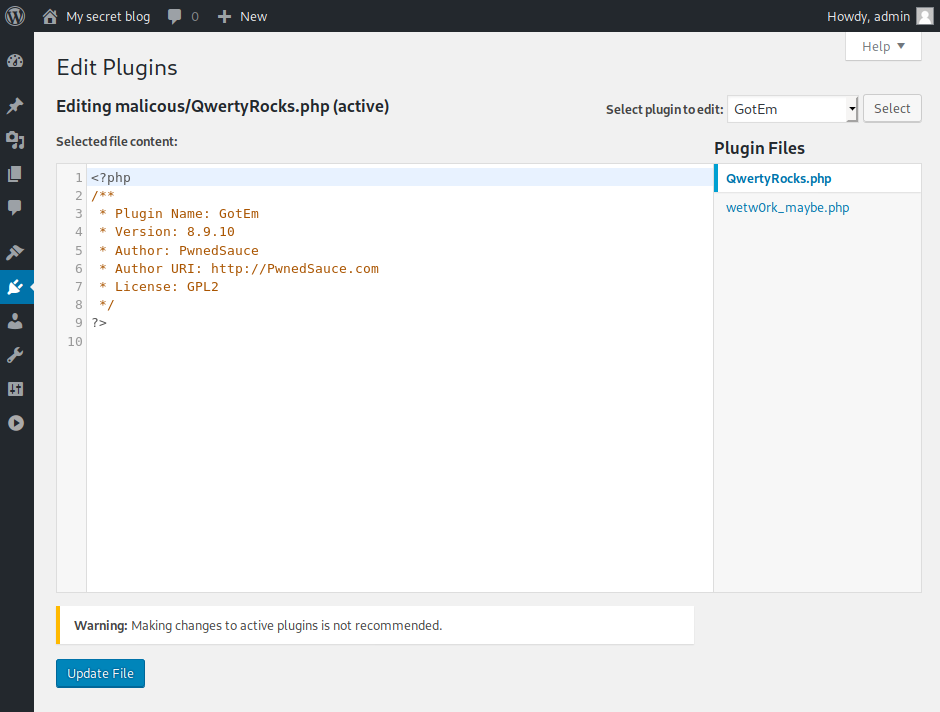 My secret blog 0 New Howdy, admin
Help
Edit Plugins
Editing malicous/QwertyRocks.php (active)
Select plugin to edit: GotEm Select
Selected file content:
Plugin Files
1 <?php
2 /**
3  * Plugin Name: GotEm
4  * Version: 8.9.10
5  * Author: PwnedSauce
6  * Author URI: http://PwnedSauce.com
7  * License: GPL2
8  */
9 ?>
10
QwertyRocks.php
wetw0rk_maybe.php
Warning: Making changes to active plugins is not recommended.
Update File